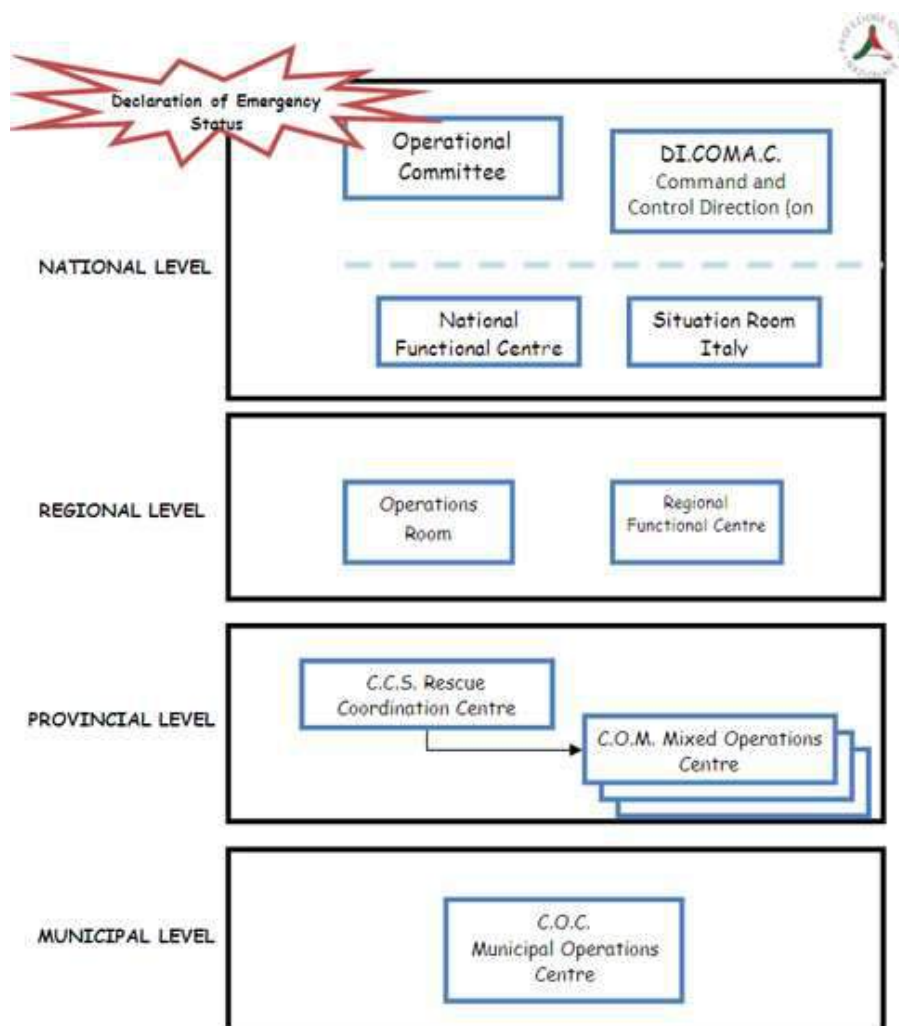 Declaration of Emergency
Status
Operational
Committee
DI.COMA.C.
Command and
Control Direction (on
NATIONAL LEVEL
National
Functional Centre
Situation Room
Italy
REGIONAL LEVEL
Operations
Room
Regional
Functional Centre
PROVINCIAL LEVEL
C.C.S. Rescue
Coordination Centre
C.O.M. Mixed Operations
Centre
MUNICIPAL LEVEL
C.O.C.
Municipal Operations
Centre